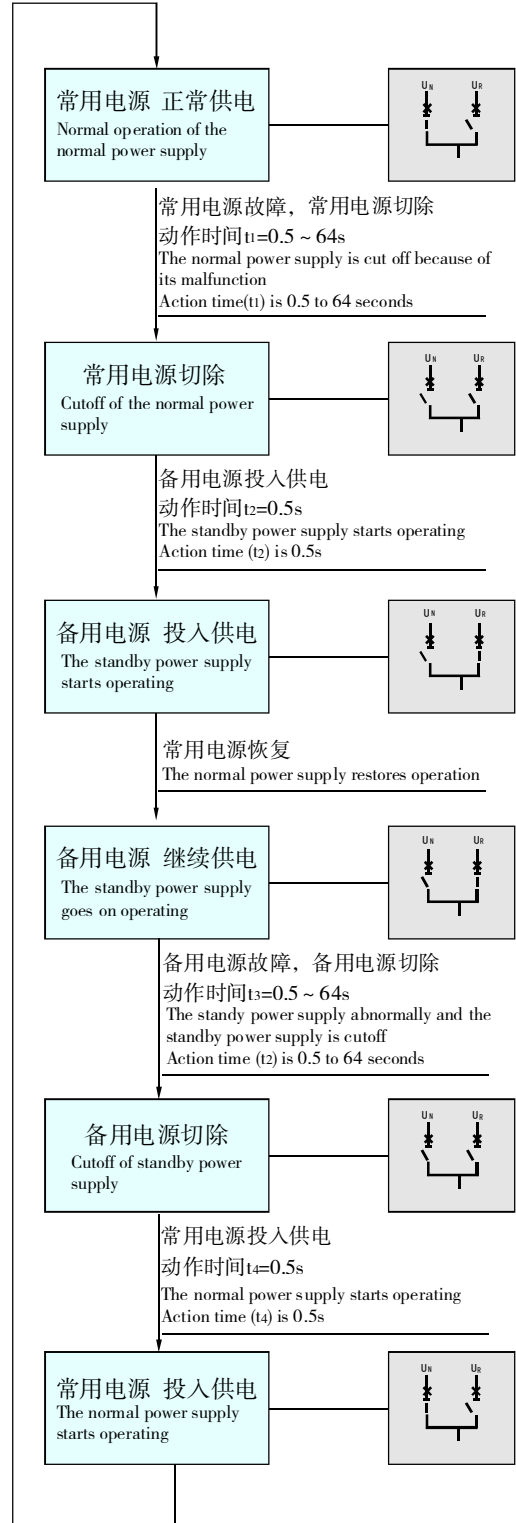 常用电源 正常供电
Normal operation of the
normal power supply
UN UR
常用电源故障，常用电源切除
动作时间t1=0.5～64s
The normal power supply is cut off because of
its malfunction
Action time(t1) is 0.5 to 64 seconds
常用电源切除
Cutoff of the normal power
supply
UN UR
备用电源投入供电
动作时间t2=0.5s
The standby power supply starts operating
Action time (t2) is 0.5s
备用电源 投入供电
The standby power supply
starts operating
UN UR
常用电源恢复
The normal power supply restores operation
备用电源 继续供电
The standby power supply
goes on operating
UN UR
备用电源故障，备用电源切除
动作时间t3=0.5～64s
The standy power supply abnormally and the
standby power supply is cutoff
Action time (t2) is 0.5 to 64 seconds
备用电源切除
Cutoff of standby power
supply
UN UR
常用电源投入供电
动作时间t4=0.5s
The normal power supply starts operating
Action time (t4) is 0.5s
常用电源 投入供电
The normal power supply
starts operating
UN UR